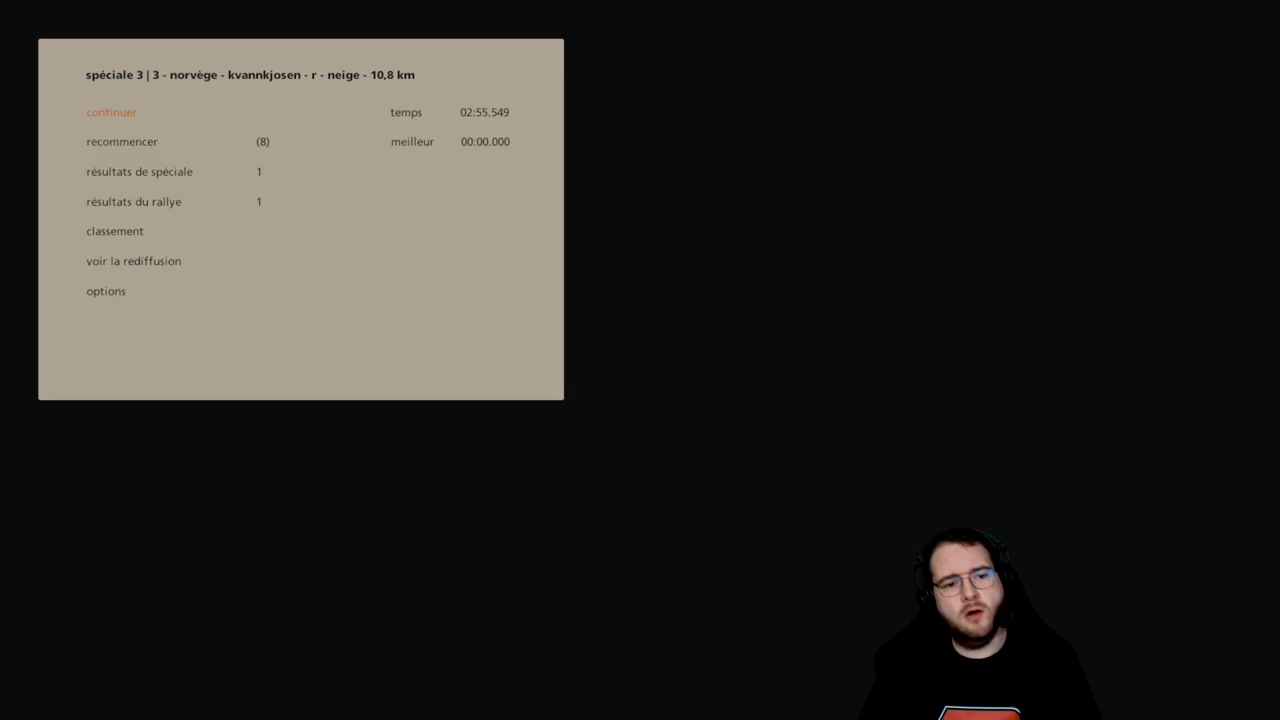 spéciale 3 | 3 - norvège - kvannkjosen - r - neige - 10,8 km
continuer temps 02:55.549
recommencer (8) meilleur 00:00.000
résultats de spéciale 1
résultats du rallye 1
classement
voir la rediffusion
options